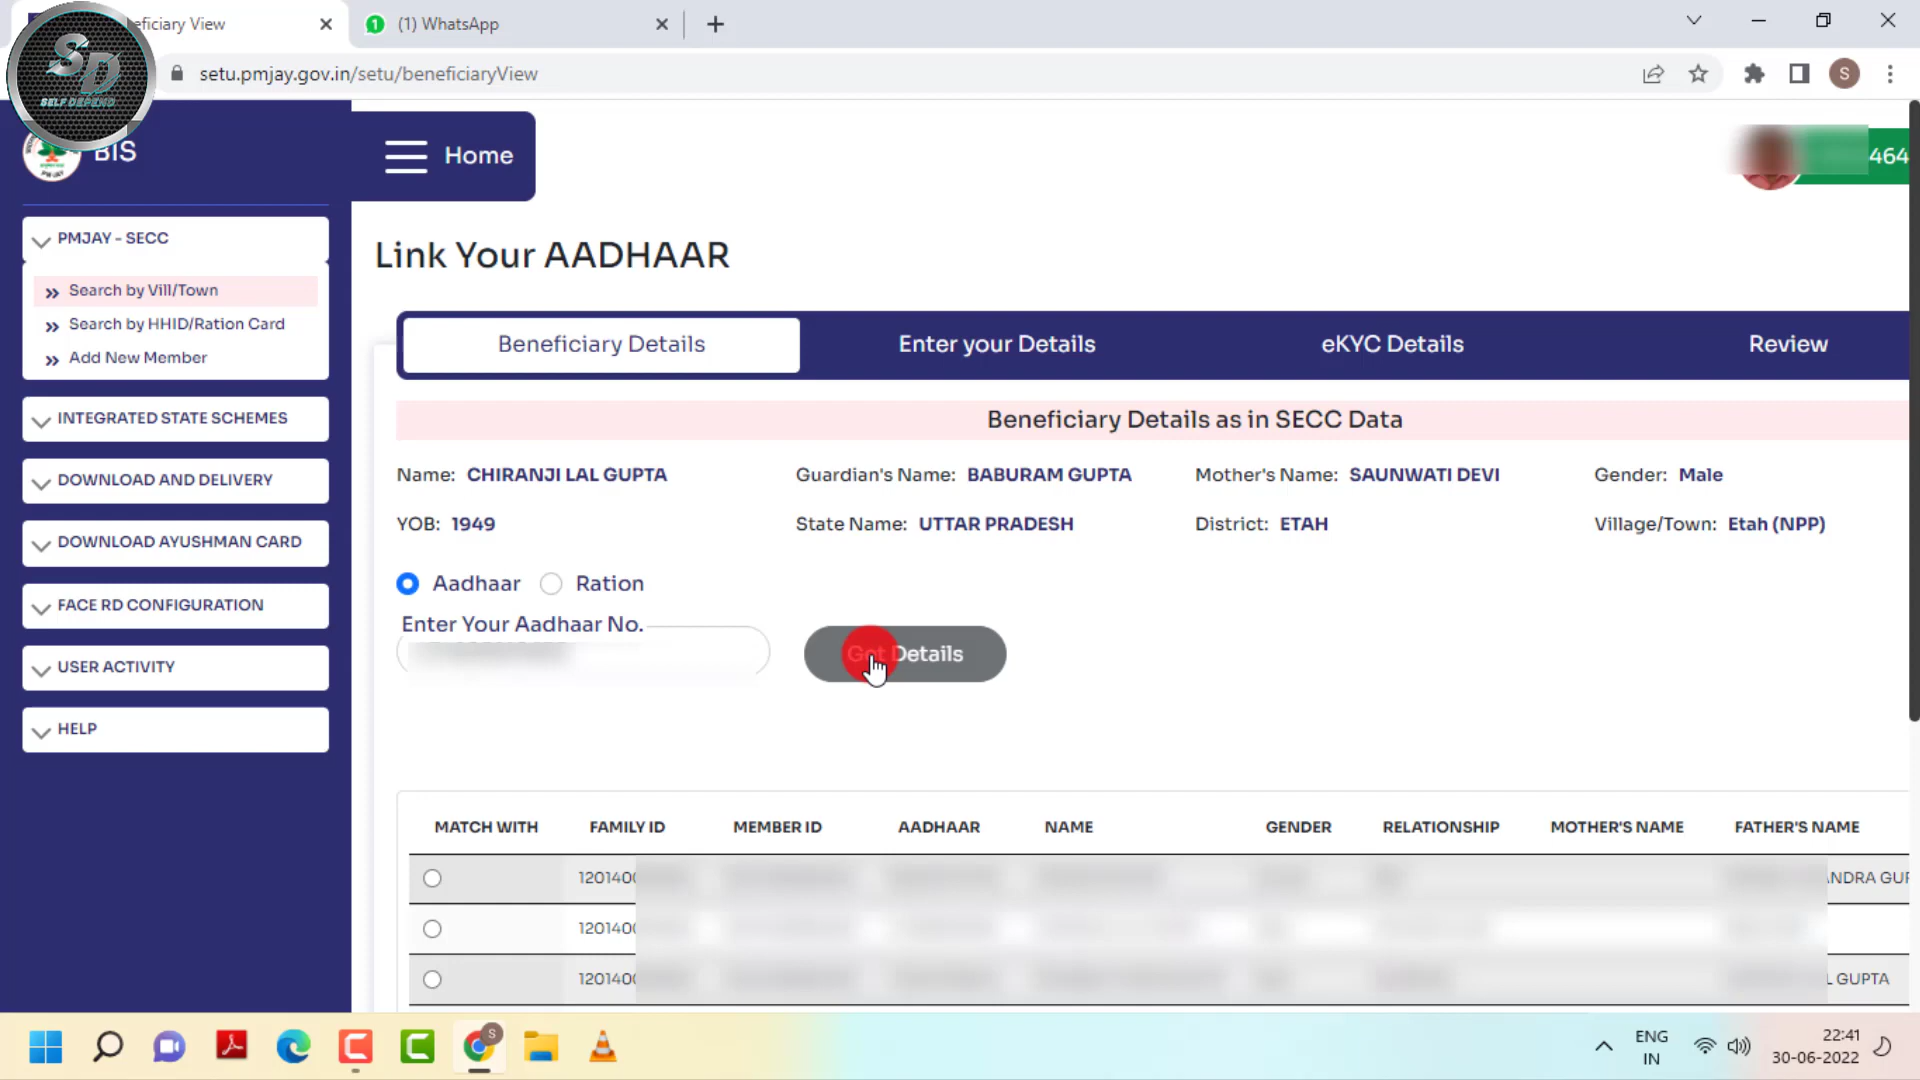 eficiary View
1 (1) WhatsApp
setu.pmjay.gov.in/setu/beneficiaryView
S
SD
SELF DEPEND
BIS
Home
464
PMJAY - SECC
Search by Vill/Town
Search by HHID/Ration Card
Add New Member
INTEGRATED STATE SCHEMES
DOWNLOAD AND DELIVERY
DOWNLOAD AYUSHMAN CARD
FACE RD CONFIGURATION
USER ACTIVITY
HELP
Link Your AADHAAR
Beneficiary Details Enter your Details eKYC Details Review
Beneficiary Details as in SECC Data
Name: CHIRANJI LAL GUPTA Guardian's Name: BABURAM GUPTA Mother's Name: SAUNWATI DEVI Gender: Male
YOB: 1949 State Name: UTTAR PRADESH District: ETAH Village/Town: Etah (NPP)
Aadhaar Ration
Enter Your Aadhaar No.
Get Details
MATCH WITH FAMILY ID MEMBER ID AADHAAR NAME GENDER RELATIONSHIP MOTHER'S NAME FATHER'S NAME
120140 NDRA GUP
120140
120140 L GUPTA
S
ENG
IN
22:41
30-06-2022